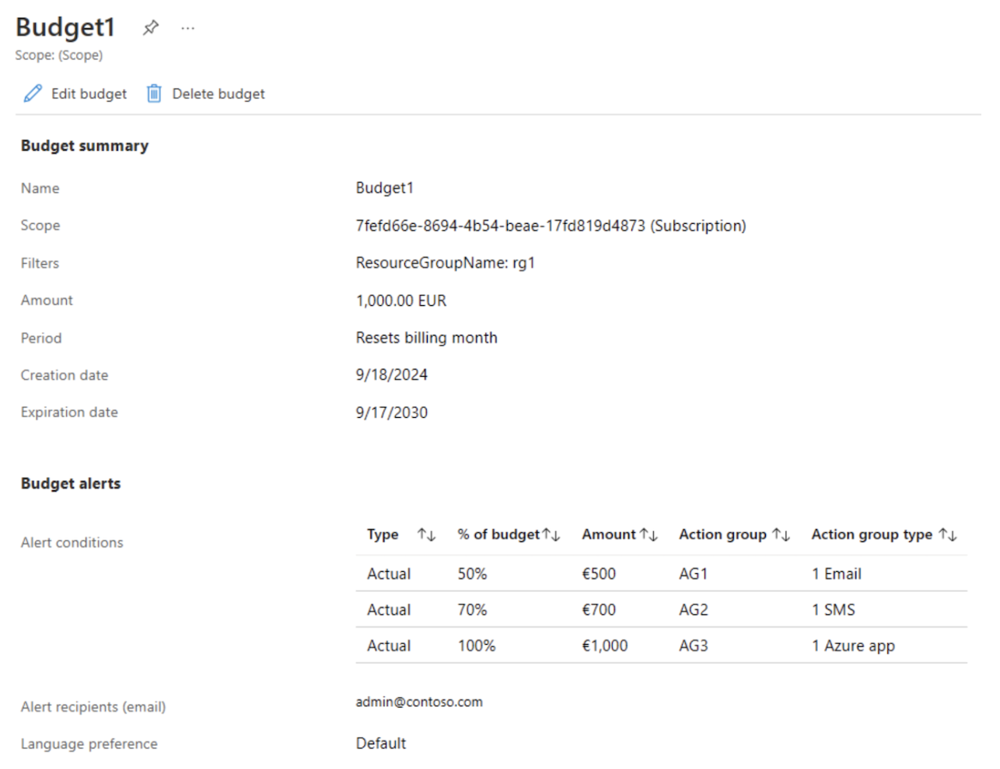 Budget1 ...
Scope: (Scope)
Edit budget Delete budget
Budget summary
Name Budget1
Scope 7fefd66e-8694-4b54-beae-17fd819d4873 (Subscription)
Filters ResourceGroupName: rg1
Amount 1,000.00 EUR
Period Resets billing month
Creation date 9/18/2024
Expiration date 9/17/2030
Budget alerts
Type ↑↓ % of budget ↑↓ Amount ↑↓ Action group ↑↓ Action group type ↑↓
Alert conditions
Actual 50% €500 AG1 1 Email
Actual 70% €700 AG2 1 SMS
Actual 100% €1,000 AG3 1 Azure app
Alert recipients (email) admin@contoso.com
Language preference Default